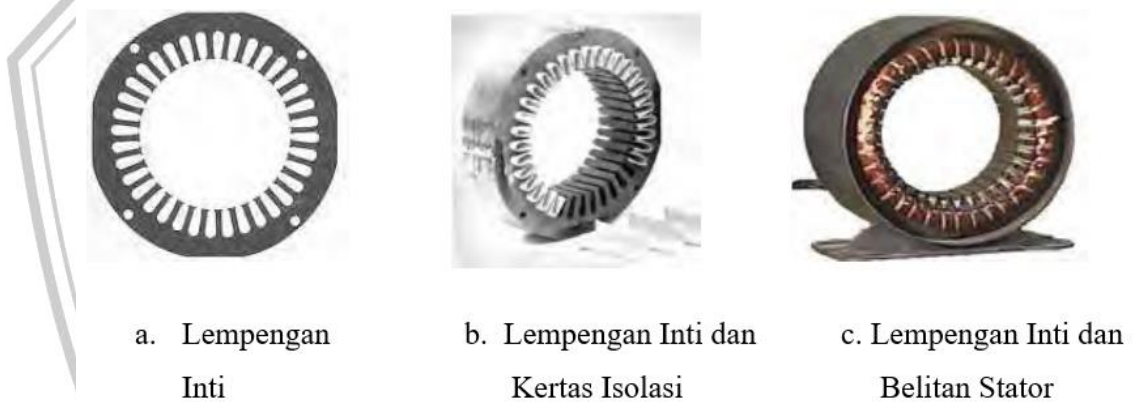 a. Lempengan
Inti
b. Lempengan Inti dan
Kertas Isolasi
c. Lempengan Inti dan
Belitan Stator